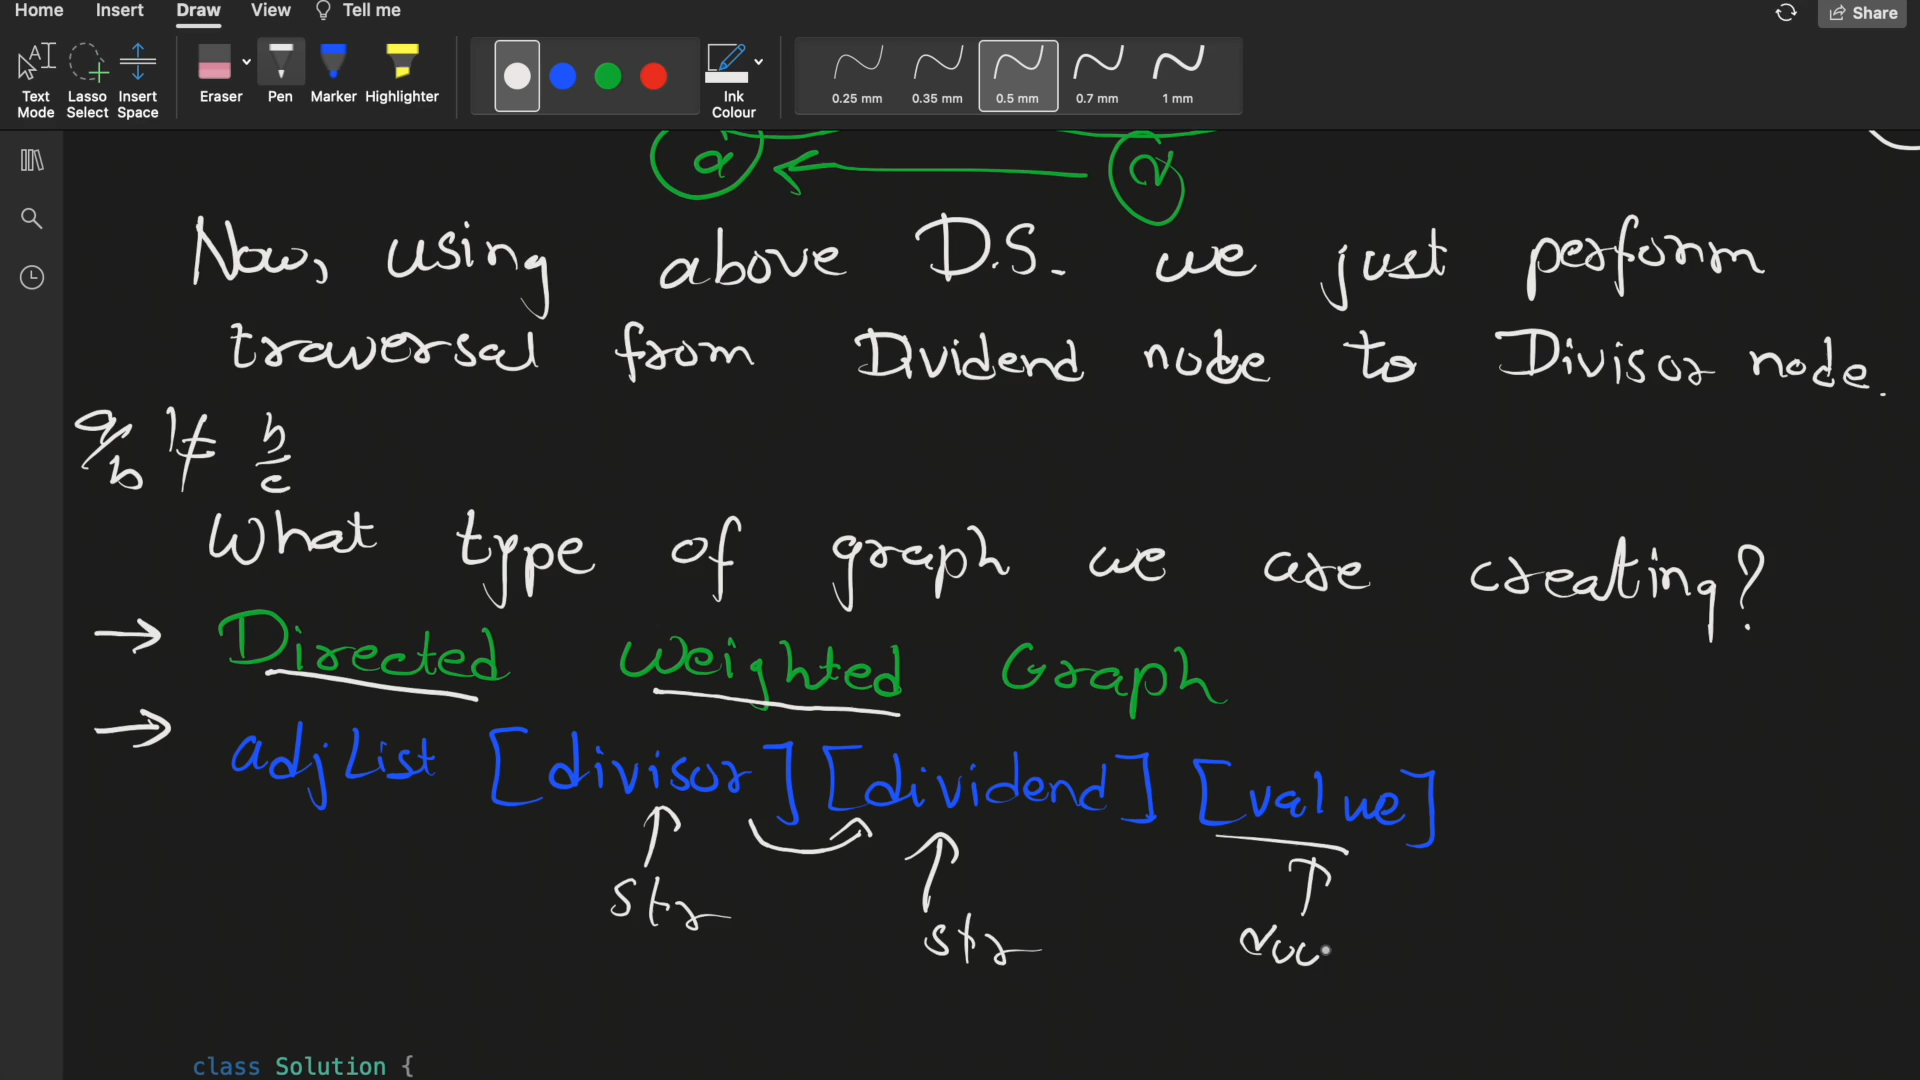 Home Insert Draw View Tell me Share
Text Mode Lasso Select Insert Space Eraser Pen Marker Highlighter Ink Colour 0.25 mm 0.35 mm 0.5 mm 0.7 mm 1 mm
a
Now, using above D.S. we just perform
traversal from Dividend node to Divisor node.
a/b != b/c
What type of graph we are creating?
→ Directed Weighted Graph
→ adjList [divisor] [dividend] [value]
str
str
class Solution {